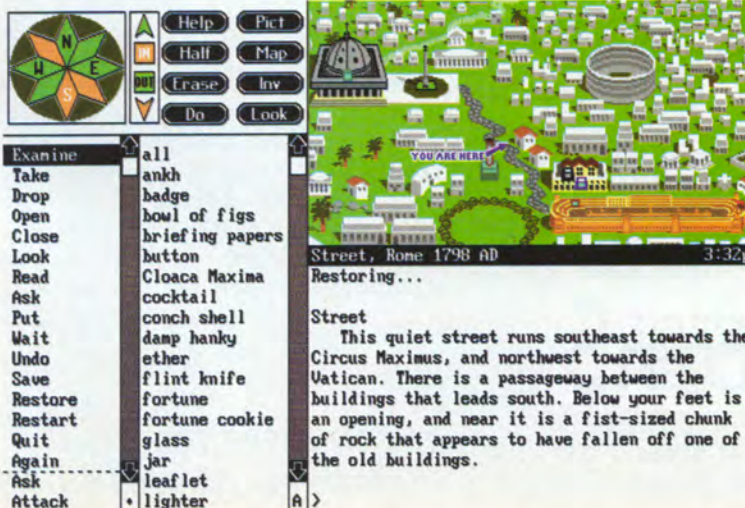 N
W E
S
IN
OUT
Help Pict
Half Map
Erase Inv
Do Look
Examine
Take
Drop
Open
Close
Look
Read
Ask
Put
Wait
Undo
Save
Restore
Restart
Quit
Again
Ask
Attack
all
ankh
badge
bowl of figs
briefing papers
button
Cloaca Maxima
cocktail
conch shell
damp hanky
ether
flint knife
fortune
fortune cookie
glass
jar
leaflet
lighter
A
YOU ARE HERE
Street, Rome 1798 AD 3:32p
Restoring...
Street
This quiet street runs southeast towards the
Circus Maximus, and northwest towards the
Vatican. There is a passageway between the
buildings that leads south. Below your feet is
an opening, and near it is a fist-sized chunk
of rock that appears to have fallen off one of
the old buildings.
>